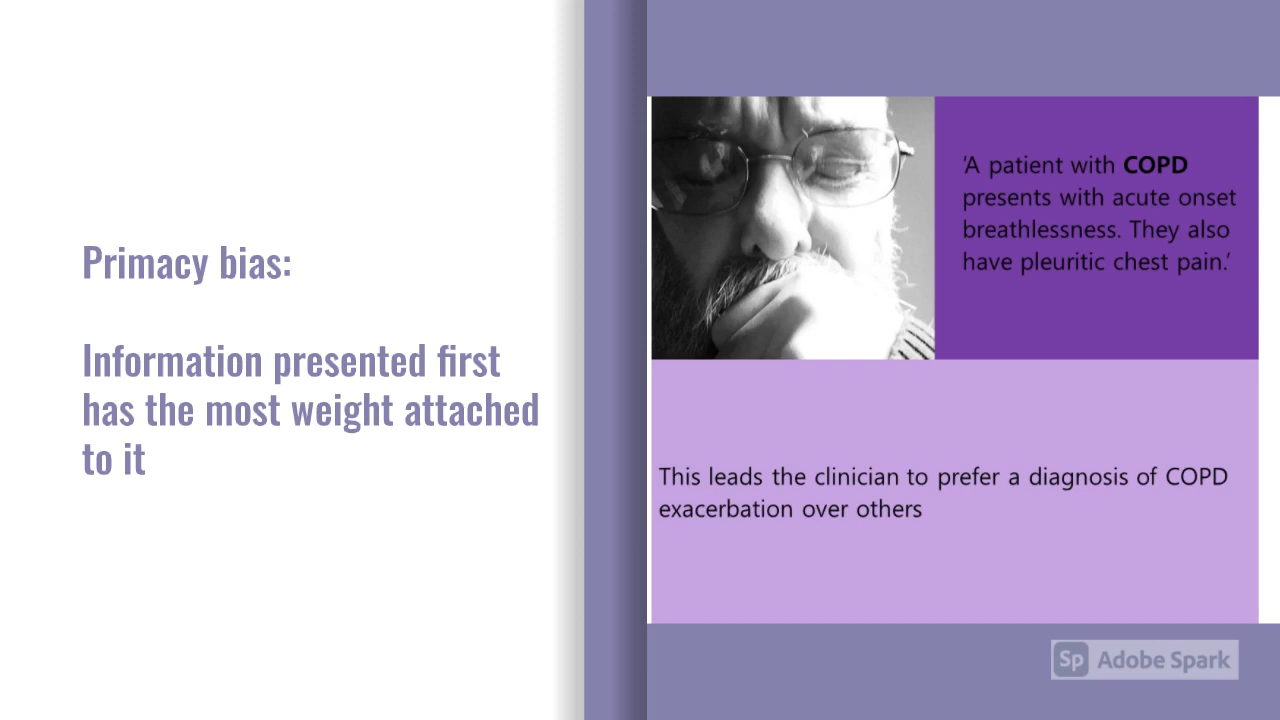 Primacy bias:
Information presented first
has the most weight attached
to it
'A patient with COPD
presents with acute onset
breathlessness. They also
have pleuritic chest pain.'
This leads the clinician to prefer a diagnosis of COPD
exacerbation over others
Sp Adobe Spark